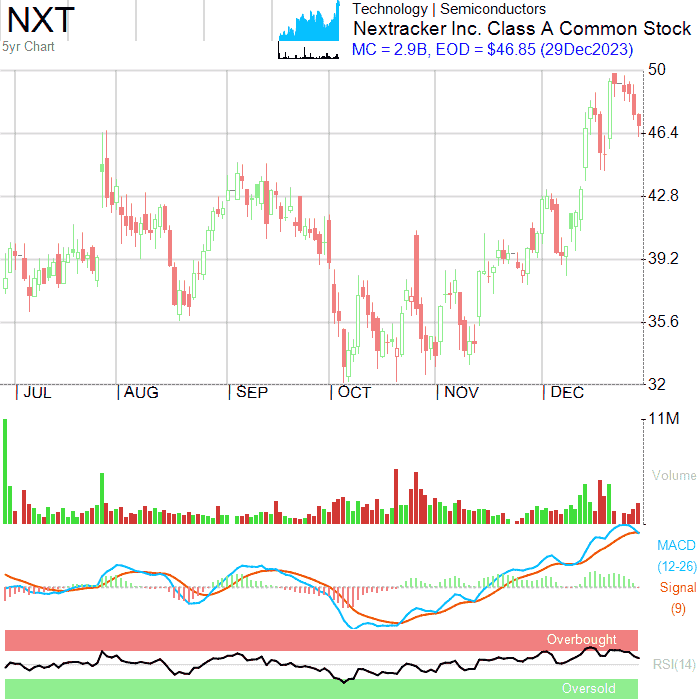 NXT
5yr Chart
Technology | Semiconductors
Nextracker Inc. Class A Common Stock
MC = 2.9B, EOD = $46.85 (29Dec2023)
50
46.4
42.8
39.2
35.6
32
JUL AUG SEP OCT NOV DEC
11M
Volume
MACD
(12-26)
Signal
(9)
Overbought
RSI(14)
Oversold